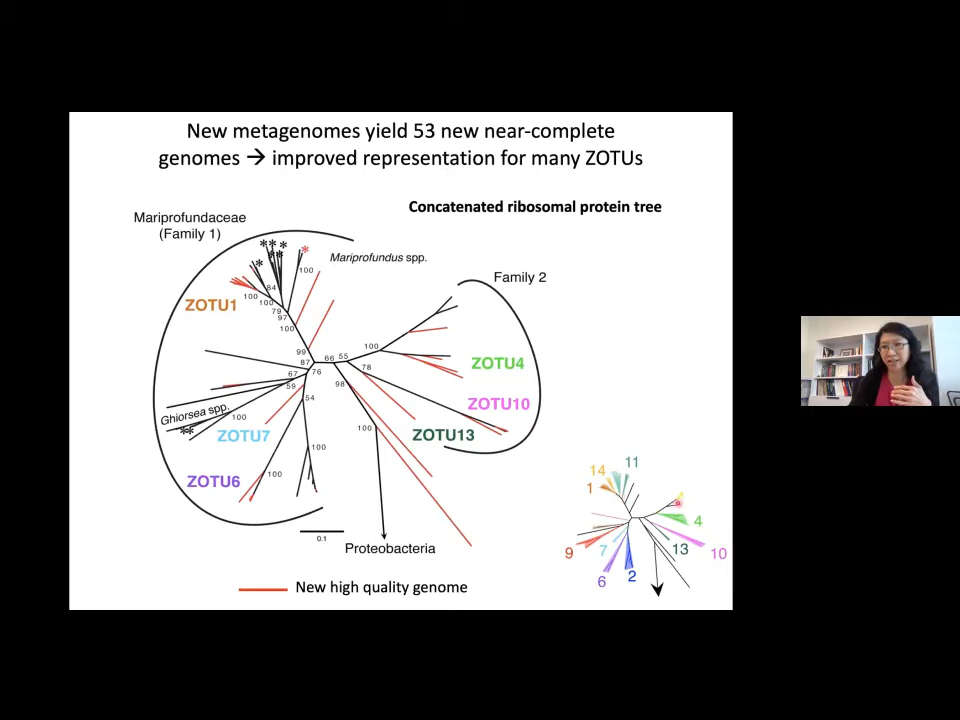 New metagenomes yield 53 new near-complete
genomes → improved representation for many ZOTUs
Concatenated ribosomal protein tree
Mariprofundaceae
(Family 1)
Mariprofundus spp.
Family 2
**
*
*
**
*
100
84
100
100
79
97
100
ZOTU1
99
87
66
55
100
76
78
67
59
98
54
ZOTU4
ZOTU10
Ghiorsea spp.
100
**
ZOTU7
100
ZOTU13
100
100
ZOTU6
0.1
Proteobacteria
New high quality genome
11
14
1
4
13
10
9
7
6
2